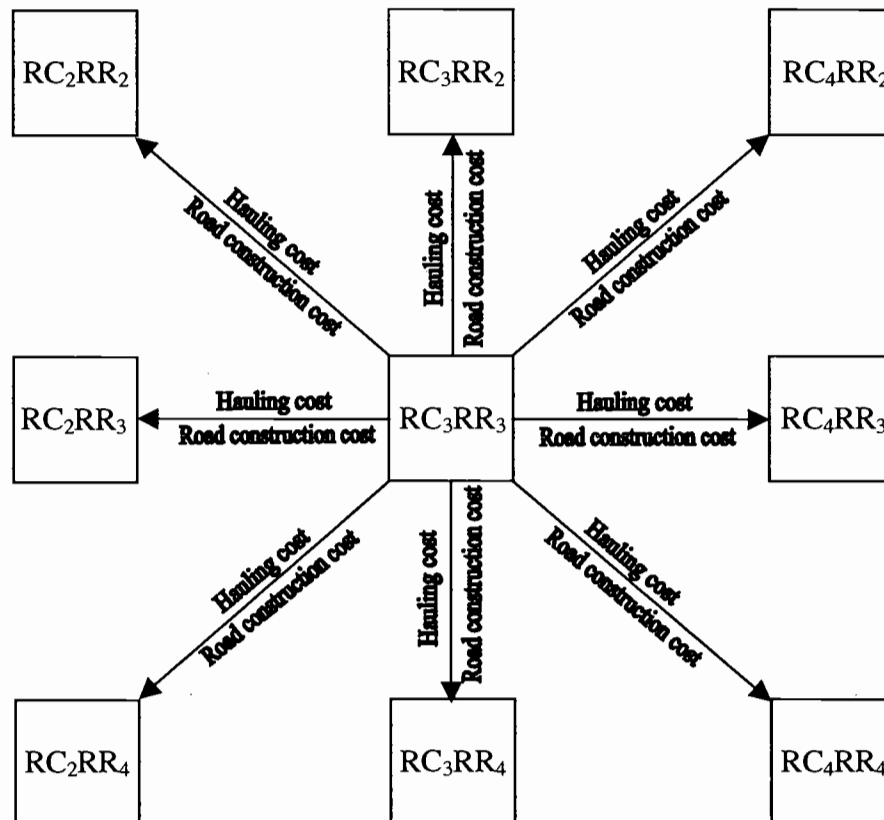 RC₂RR₂
RC₃RR₂
RC₄RR₂
Hauling cost
Road construction cost
Hauling cost
Road construction cost
Hauling cost
Road construction cost
RC₂RR₃
Hauling cost
Road construction cost
RC₃RR₃
Hauling cost
Road construction cost
RC₄RR₃
Hauling cost
Road construction cost
Hauling cost
Road construction cost
Hauling cost
Road construction cost
RC₂RR₄
RC₃RR₄
RC₄RR₄